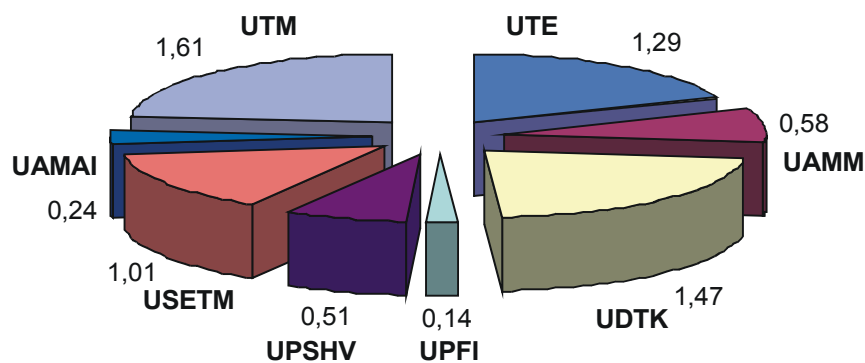 UTM
UTE
1,61
1,29
0,58
UAMM
UAMAI
0,24
1,01
USETM
0,51
UPSHV
0,14
UPFI
1,47
UDTK